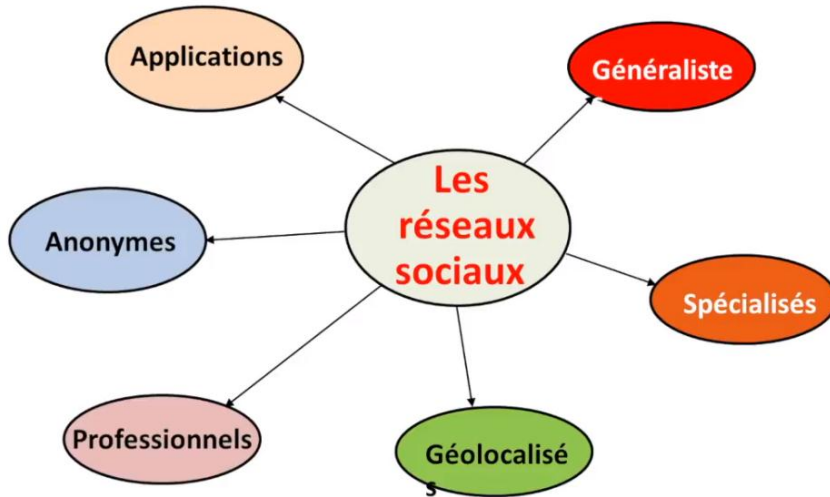 Applications
Généraliste
Les
réseaux
sociaux
Anonymes
Spécialisés
Professionnels
Géolocalisé
s